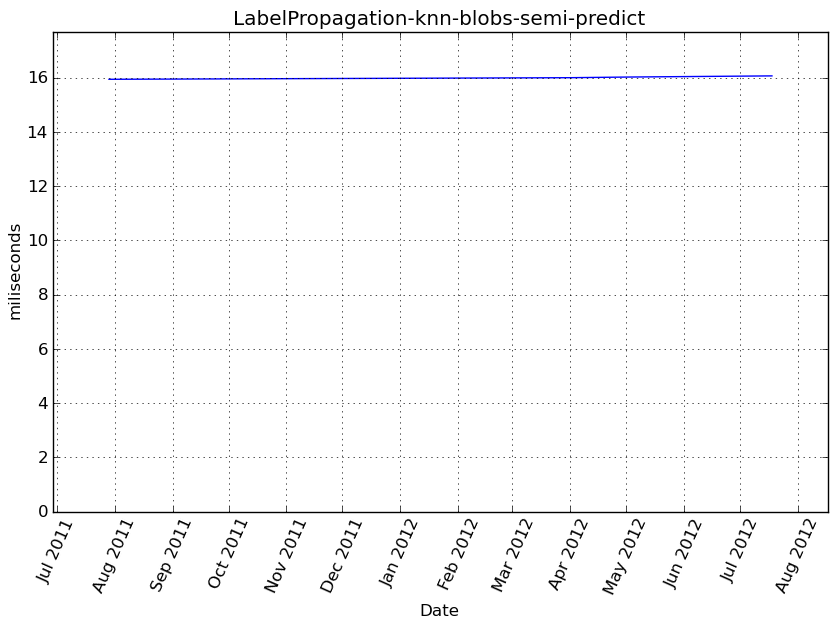 LabelPropagation-knn-blobs-semi-predict
16
14
12
10
8
6
4
2
0
miliseconds
Jul 2011
Aug 2011
Sep 2011
Oct 2011
Nov 2011
Dec 2011
Jan 2012
Feb 2012
Mar 2012
Apr 2012
May 2012
Jun 2012
Jul 2012
Aug 2012
Date